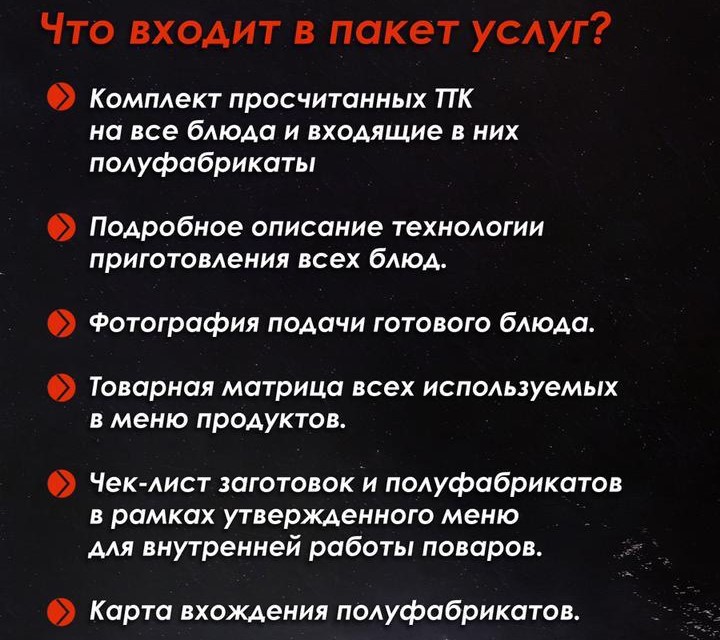 Что входит в пакет услуг?
Комплект просчитанных ТТК
на все блюда и входящие в них
полуфабрикаты
Подробное описание технологии
приготовления всех блюд.
Фотография подачи готового блюда.
Товарная матрица всех используемых
в меню продуктов.
Чек-лист заготовок и полуфабрикатов
в рамках утвержденного меню
для внутренней работы поваров.
Карта вхождения полуфабрикатов.